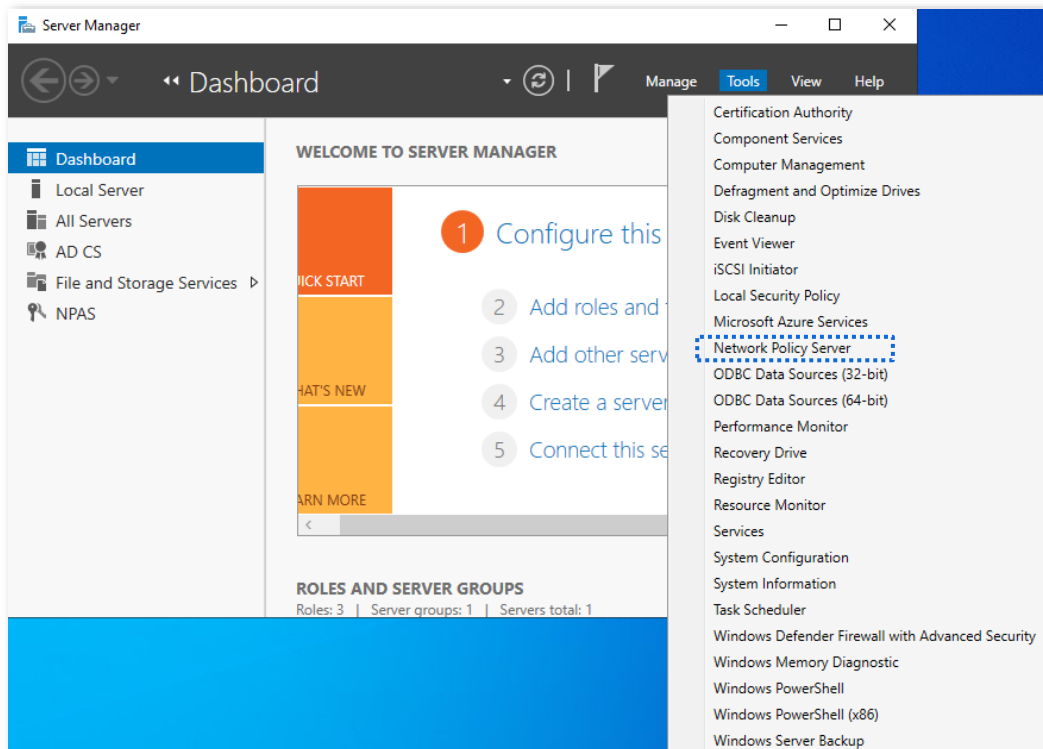 Server Manager
Dashboard
Manage
Tools
View
Help
Dashboard
Local Server
All Servers
AD CS
File and Storage Services
NPAS
WELCOME TO SERVER MANAGER
1 Configure this
2 Add roles and
3 Add other serv
4 Create a server
5 Connect this se
UICK START
HAT'S NEW
ARN MORE
ROLES AND SERVER GROUPS
Roles: 3 | Server groups: 1 | Servers total: 1
Certification Authority
Component Services
Computer Management
Defragment and Optimize Drives
Disk Cleanup
Event Viewer
iSCSI Initiator
Local Security Policy
Microsoft Azure Services
Network Policy Server
ODBC Data Sources (32-bit)
ODBC Data Sources (64-bit)
Performance Monitor
Recovery Drive
Registry Editor
Resource Monitor
Services
System Configuration
System Information
Task Scheduler
Windows Defender Firewall with Advanced Security
Windows Memory Diagnostic
Windows PowerShell
Windows PowerShell (x86)
Windows Server Backup